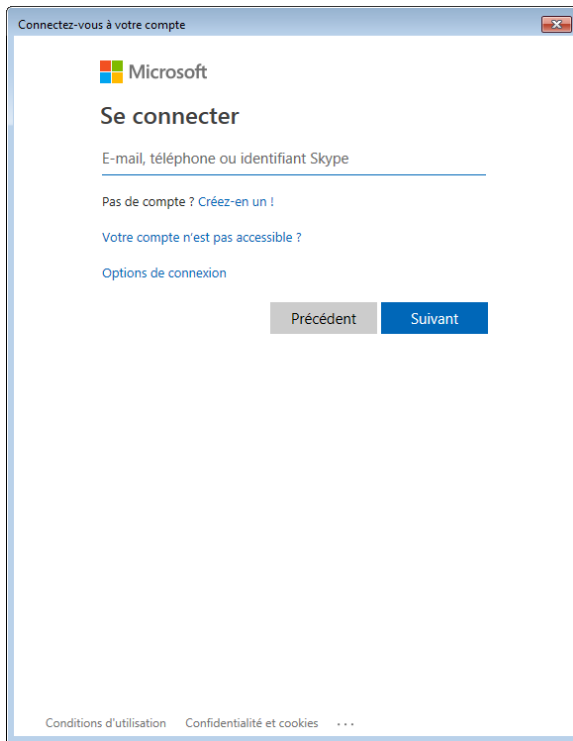 Connectez-vous à votre compte
Microsoft
Se connecter
E-mail, téléphone ou identifiant Skype
Pas de compte ? Créez-en un !
Votre compte n'est pas accessible ?
Options de connexion
Précédent Suivant
Conditions d'utilisation Confidentialité et cookies ...